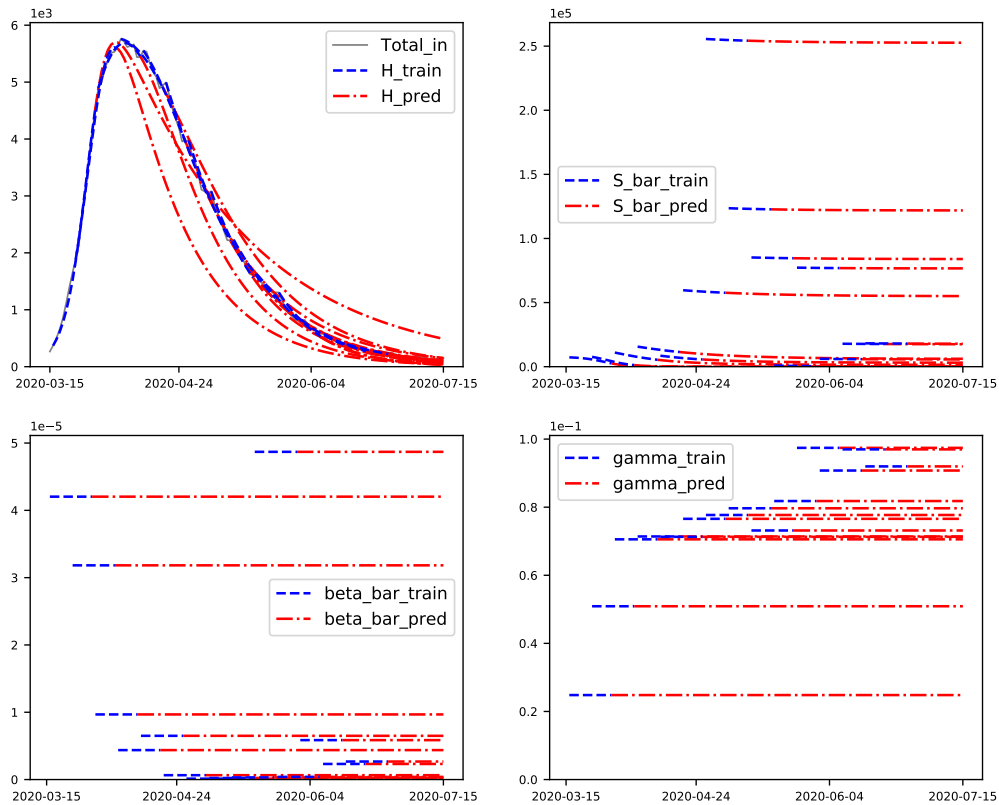 1e3
6
5
4
3
2
1
0
Total_in
H_train
H_pred
2020-03-15 2020-04-24 2020-06-04 2020-07-15
1e5
2.5
2.0
1.5
1.0
0.5
0.0
S_bar_train
S_bar_pred
2020-03-15 2020-04-24 2020-06-04 2020-07-15
1e−5
5
4
3
2
1
0
beta_bar_train
beta_bar_pred
2020-03-15 2020-04-24 2020-06-04 2020-07-15
1e−1
1.0
0.8
0.6
0.4
0.2
0.0
gamma_train
gamma_pred
2020-03-15 2020-04-24 2020-06-04 2020-07-15